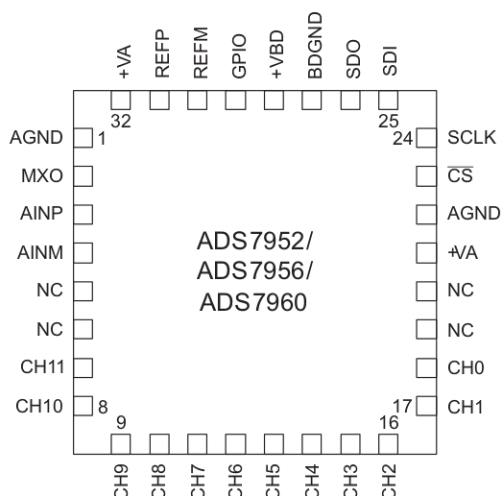 +VA
REFP
REFM
GPIO
+VBD
BDGND
SDO
SDI
32
25
AGND
1
24
SCLK
MXO
CS
AINP
AGND
AINM
+VA
NC
NC
NC
NC
CH11
CH0
CH10
8
17
CH1
9
16
ADS7952/
ADS7956/
ADS7960
CH9
CH8
CH7
CH6
CH5
CH4
CH3
CH2